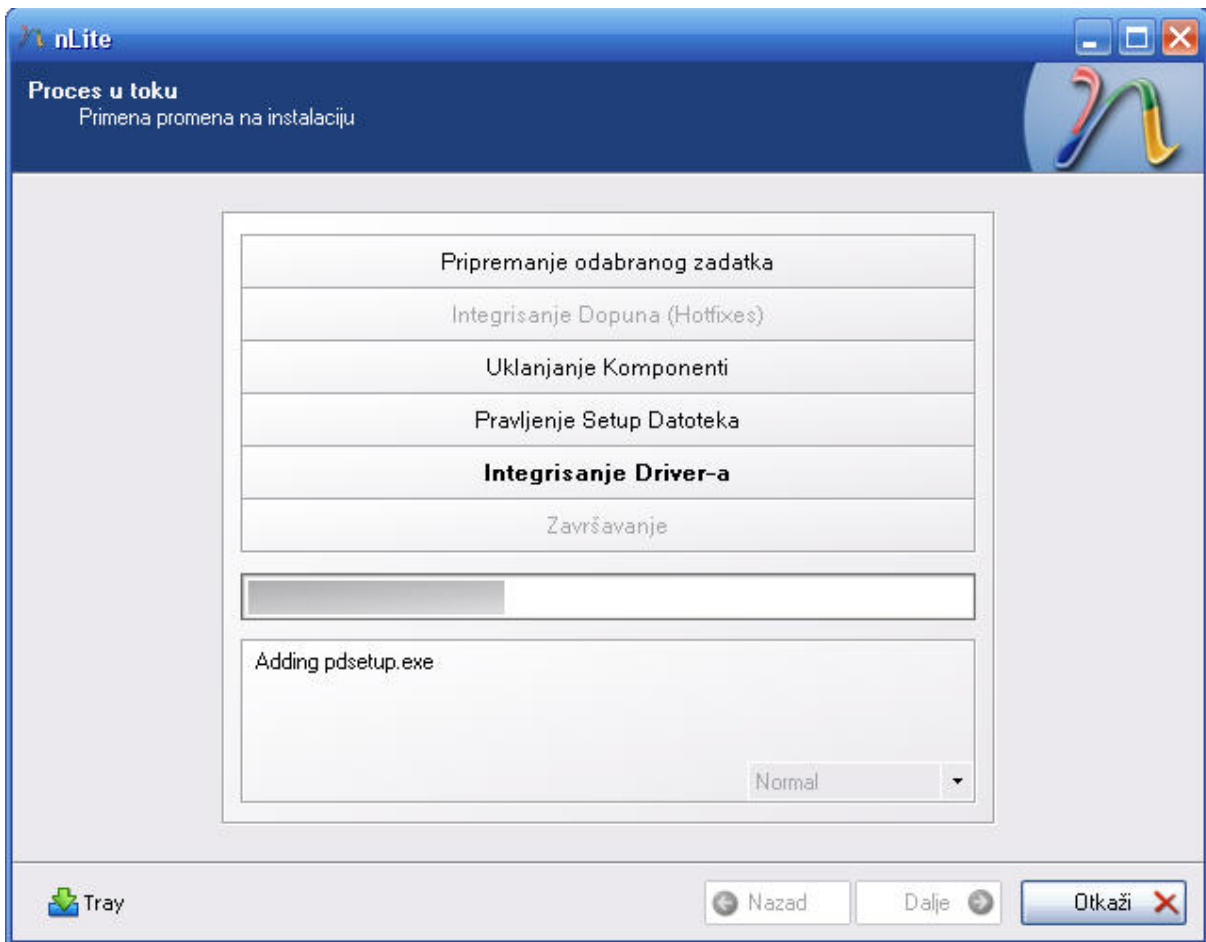 nLite
Proces u toku
Primena promena na instalaciju
Pripremanje odabranog zadatka
Integrisanje Dopuna (Hotfixes)
Uklanjanje Komponenti
Pravljenje Setup Datoteka
Integrisanje Driver-a
Završavanje
Adding pdsetup.exe
Normal
Tray
Nazad
Dalje
Otkaži